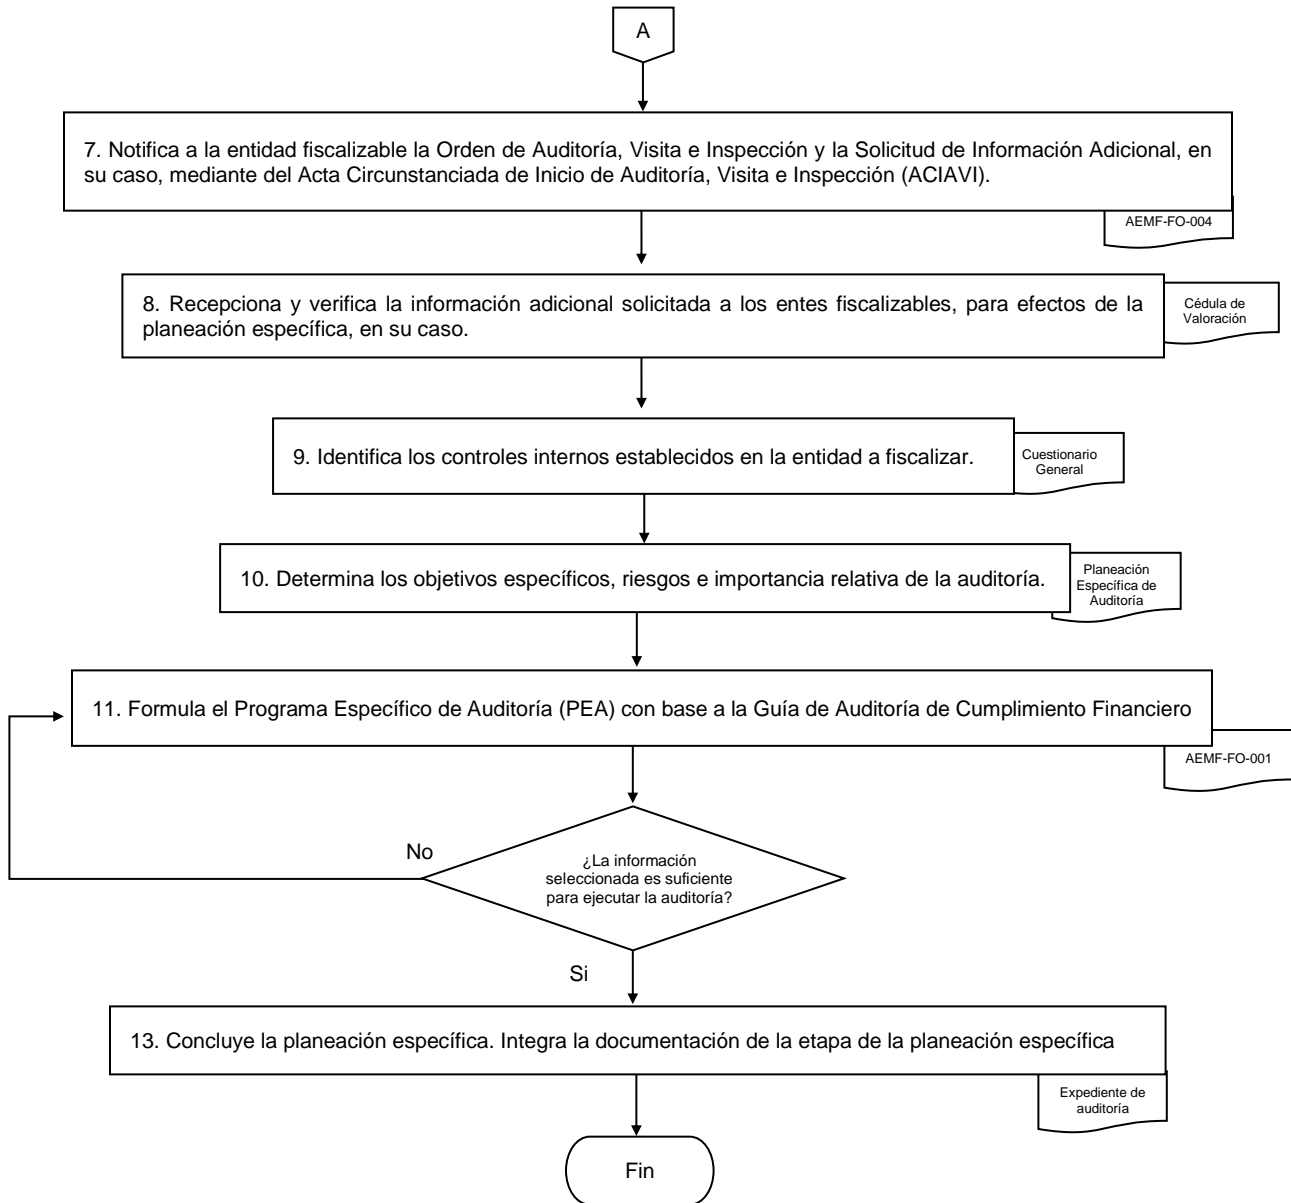 A
7. Notifica a la entidad fiscalizable la Orden de Auditoría, Visita e Inspección y la Solicitud de Información Adicional, en
su caso, mediante del Acta Circunstanciada de Inicio de Auditoría, Visita e Inspección (ACIAVI).
AEMF-FO-004
8. Recepciona y verifica la información adicional solicitada a los entes fiscalizables, para efectos de la
planeación específica, en su caso.
Cédula de
Valoración
9. Identifica los controles internos establecidos en la entidad a fiscalizar.
Cuestionario
General
10. Determina los objetivos específicos, riesgos e importancia relativa de la auditoría.
Planeación
Específica de
Auditoría
11. Formula el Programa Específico de Auditoría (PEA) con base a la Guía de Auditoría de Cumplimiento Financiero
AEMF-FO-001
No
¿La información
seleccionada es suficiente
para ejecutar la auditoría?
Si
13. Concluye la planeación específica. Integra la documentación de la etapa de la planeación específica
Expediente de
auditoría
Fin